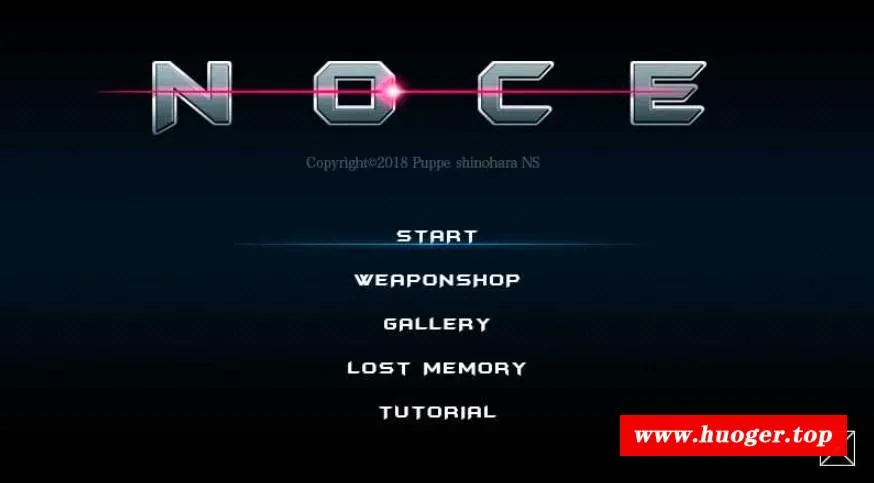 NOCE
Copyright©2018 Puppe shinohara NS
START
WEAPONSHOP
GALLERY
LOST MEMORY
TUTORIAL
www.huoger.top